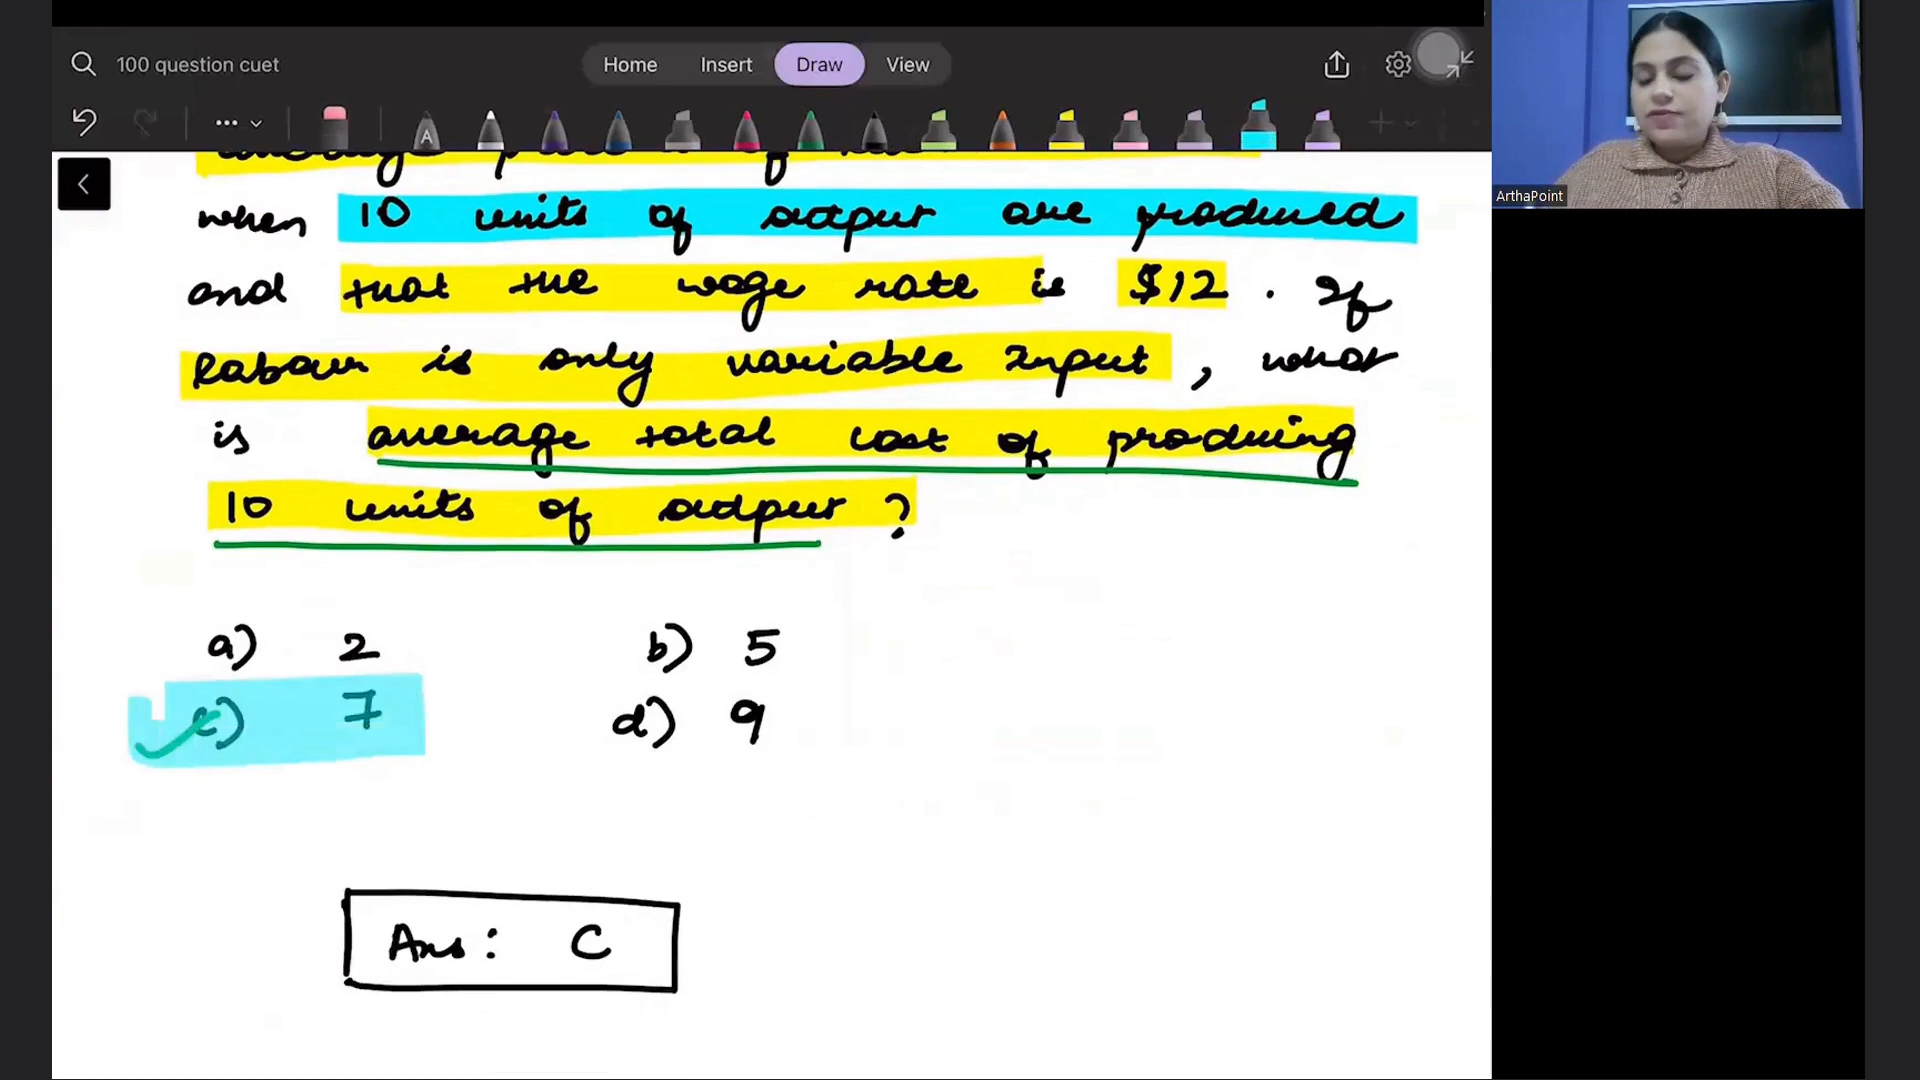 100 question cuet
Home Insert Draw View
A
ArthaPoint
average of
when 10 units of output are produced
and that the wage rate is $12 . If
Labour is only variable Input , what
is average total cost of producing
10 units of output ?
a) 2 b) 5
c) 7 d) 9
Ans : C